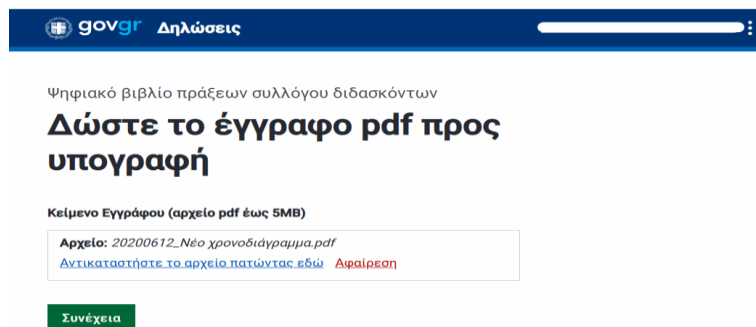 govgr Δηλώσεις
Ψηφιακό βιβλίο πράξεων συλλόγου διδασκόντων
Δώστε το έγγραφο pdf προς
υπογραφή
Κείμενο Εγγράφου (αρχείο pdf έως 5MB)
Αρχείο: 20200612_Νέο χρονοδιάγραμμα.pdf
Αντικαταστήστε το αρχείο πατώντας εδώ Αφαίρεση
Συνέχεια